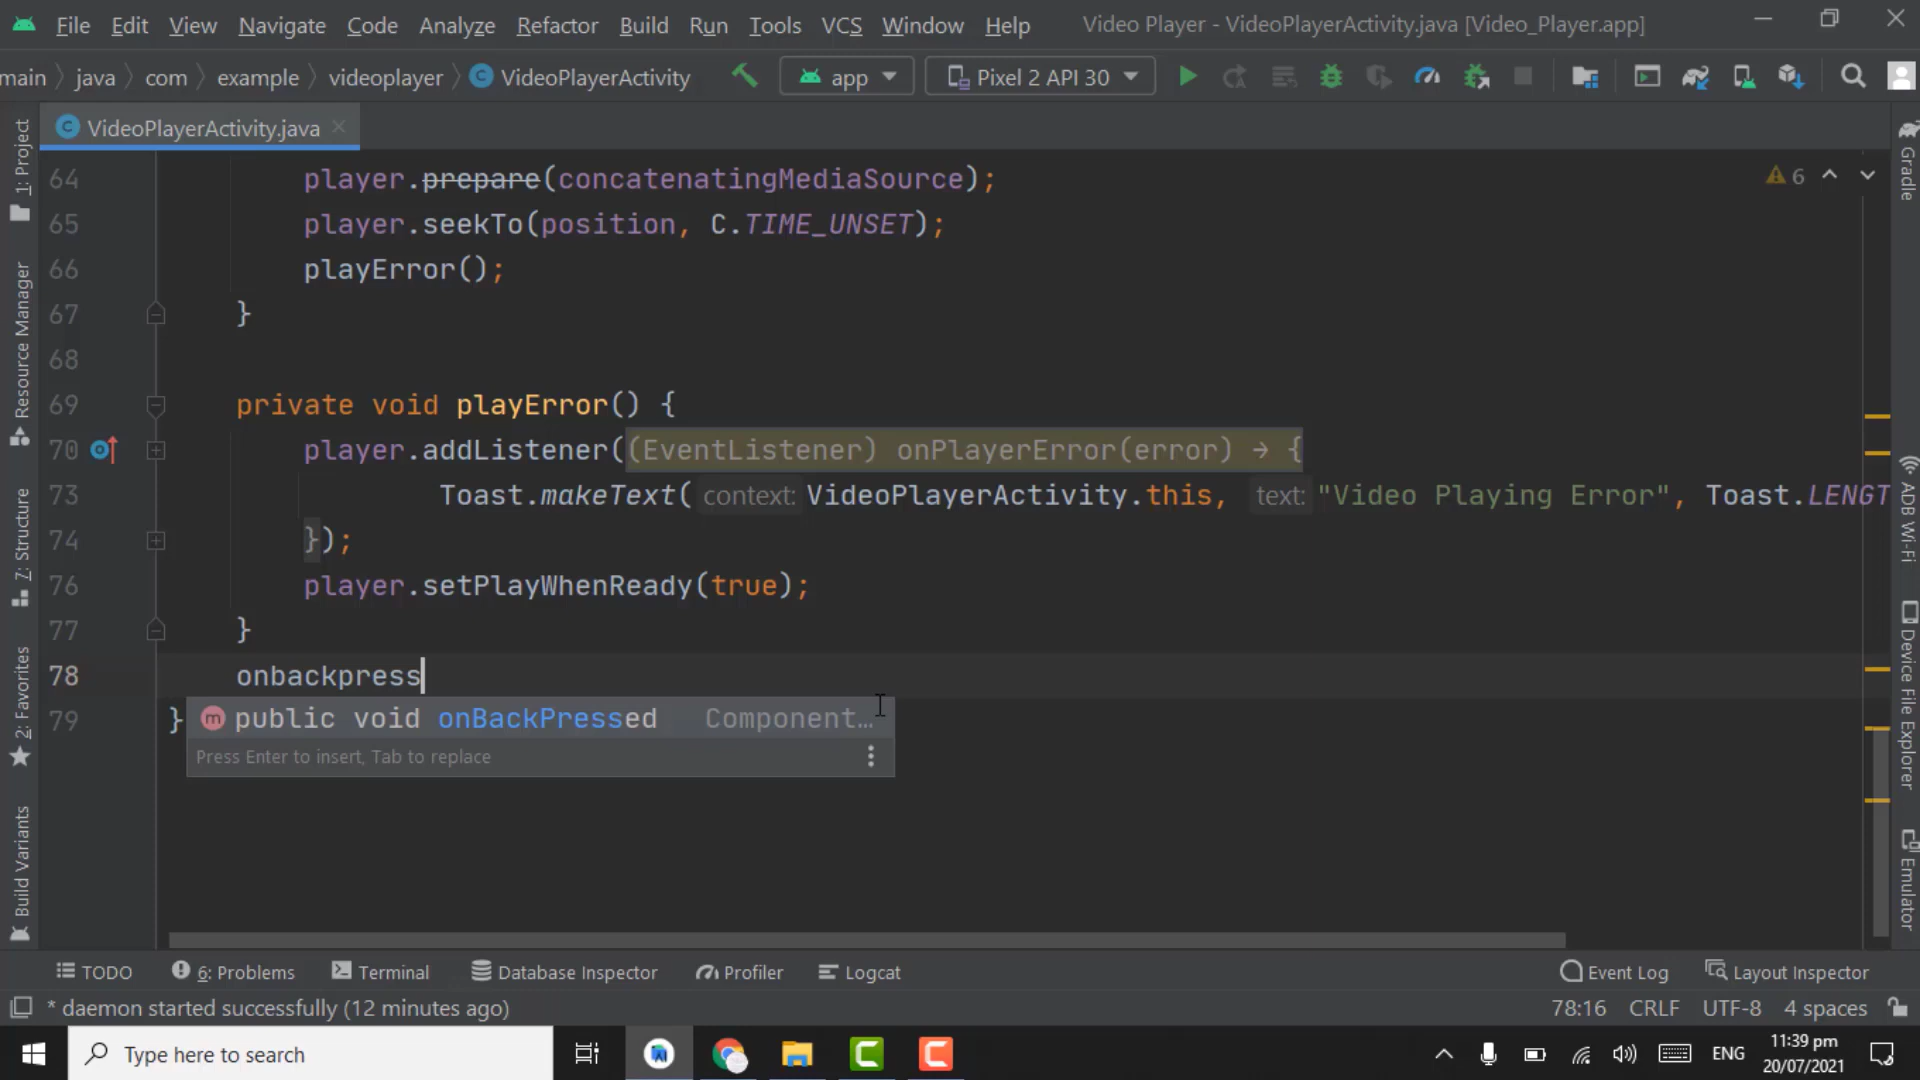 File Edit View Navigate Code Analyze Refactor Build Run Tools VCS Window Help Video Player - VideoPlayerActivity.java [Video_Player.app]
main java com example videoplayer VideoPlayerActivity app Pixel 2 API 30
VideoPlayerActivity.java
64 player.prepare(concatenatingMediaSource);
6
65 player.seekTo(position, C.TIME_UNSET);
66 playError();
67 }
68
69 private void playError() {
70 player.addListener((EventListener) onPlayerError(error) → {
73 Toast.makeText( context: VideoPlayerActivity.this, text: "Video Playing Error", Toast.LENGT
74 });
76 player.setPlayWhenReady(true);
77 }
78 onbackpress
79 }
public void onBackPressed Component…
Press Enter to insert, Tab to replace
1: Project
Resource Manager
7: Structure
2: Favorites
Build Variants
Gradle
ADB Wi-Fi
Device File Explorer
Emulator
TODO 6: Problems Terminal Database Inspector Profiler Logcat Event Log Layout Inspector
* daemon started successfully (12 minutes ago) 78:16 CRLF UTF-8 4 spaces
Type here to search
ENG
11:39 pm
20/07/2021